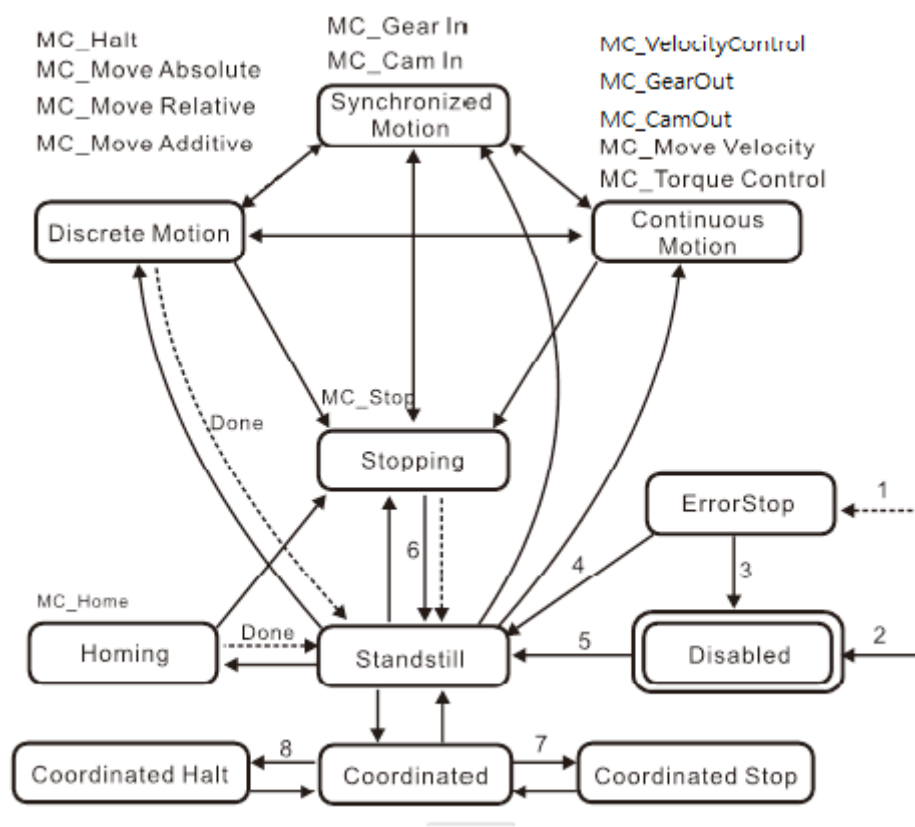 MC_Halt
MC_Move Absolute
MC_Move Relative
MC_Move Additive
MC_Gear In
MC_Cam In
MC_VelocityControl
MC_GearOut
MC_CamOut
MC_Move Velocity
MC_Torque Control
Synchronized
Motion
Discrete Motion
Continuous
Motion
MC_Stop
Done
Stopping
ErrorStop
1
6
4
3
MC_Home
Homing
Done
Standstill
5
Disabled
2
Coordinated Halt
8
Coordinated
7
Coordinated Stop